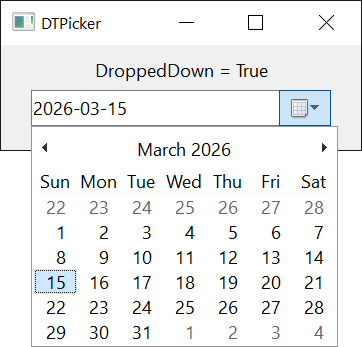 DTPicker
DroppedDown = True
2026-03-15
March 2026
Sun Mon Tue Wed Thu Fri Sat
22 23 24 25 26 27 28
1 2 3 4 5 6 7
8 9 10 11 12 13 14
15 16 17 18 19 20 21
22 23 24 25 26 27 28
29 30 31 1 2 3 4